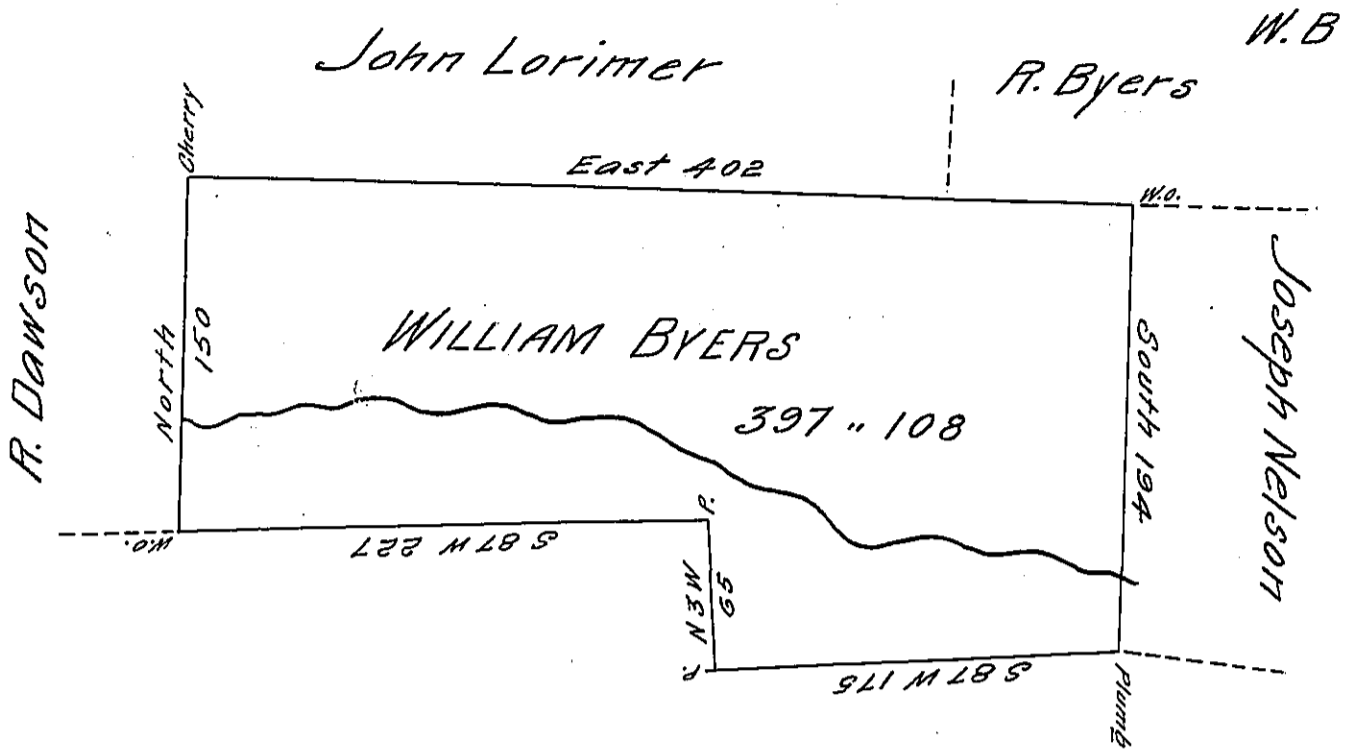 W.B
John Lorimer
R. Byers
Cherry
East 402
W.O.
R. Dawson
North
150
WILLIAM BYERS
397 " 108
South 194
Joseph Nelson
W.O.
S 87 W 227
P.
N 3 W
65
P.
S 87 W 175
Plumb